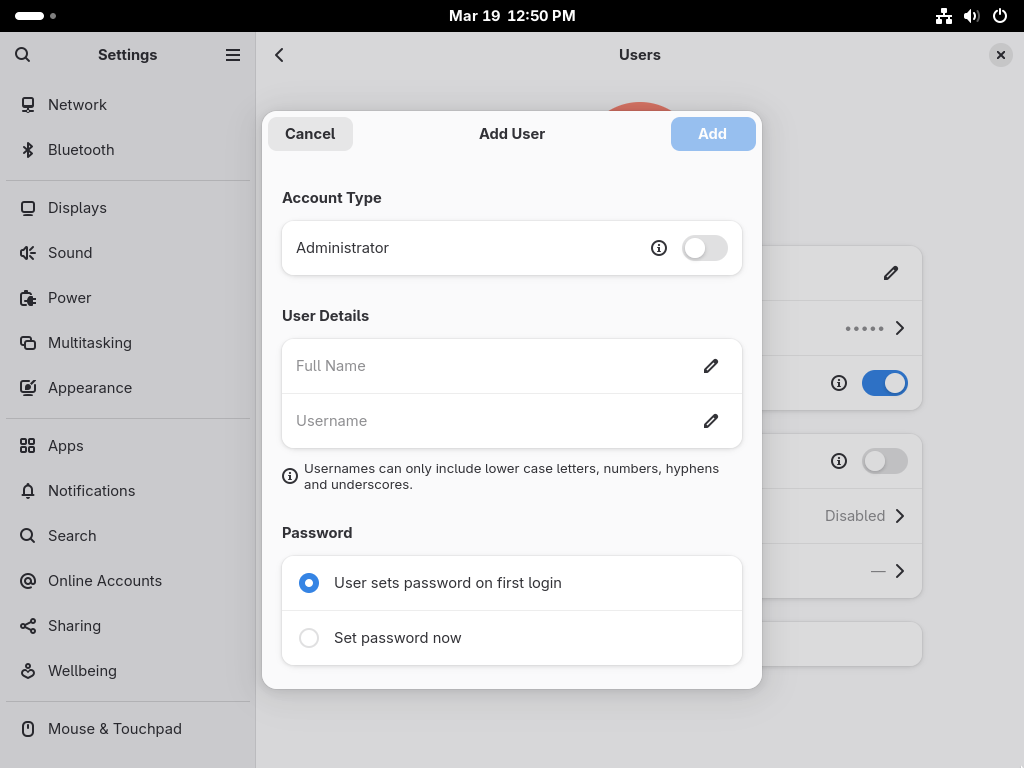 Mar 19 12:50 PM
Settings
Users
Network
Bluetooth
Displays
Sound
Power
Multitasking
Appearance
Apps
Notifications
Search
Online Accounts
Sharing
Wellbeing
Mouse & Touchpad
Cancel
Add User
Add
Account Type
Administrator
User Details
Full Name
Username
Usernames can only include lower case letters, numbers, hyphens
and underscores.
Password
User sets password on first login
Set password now
•••••
Disabled
—